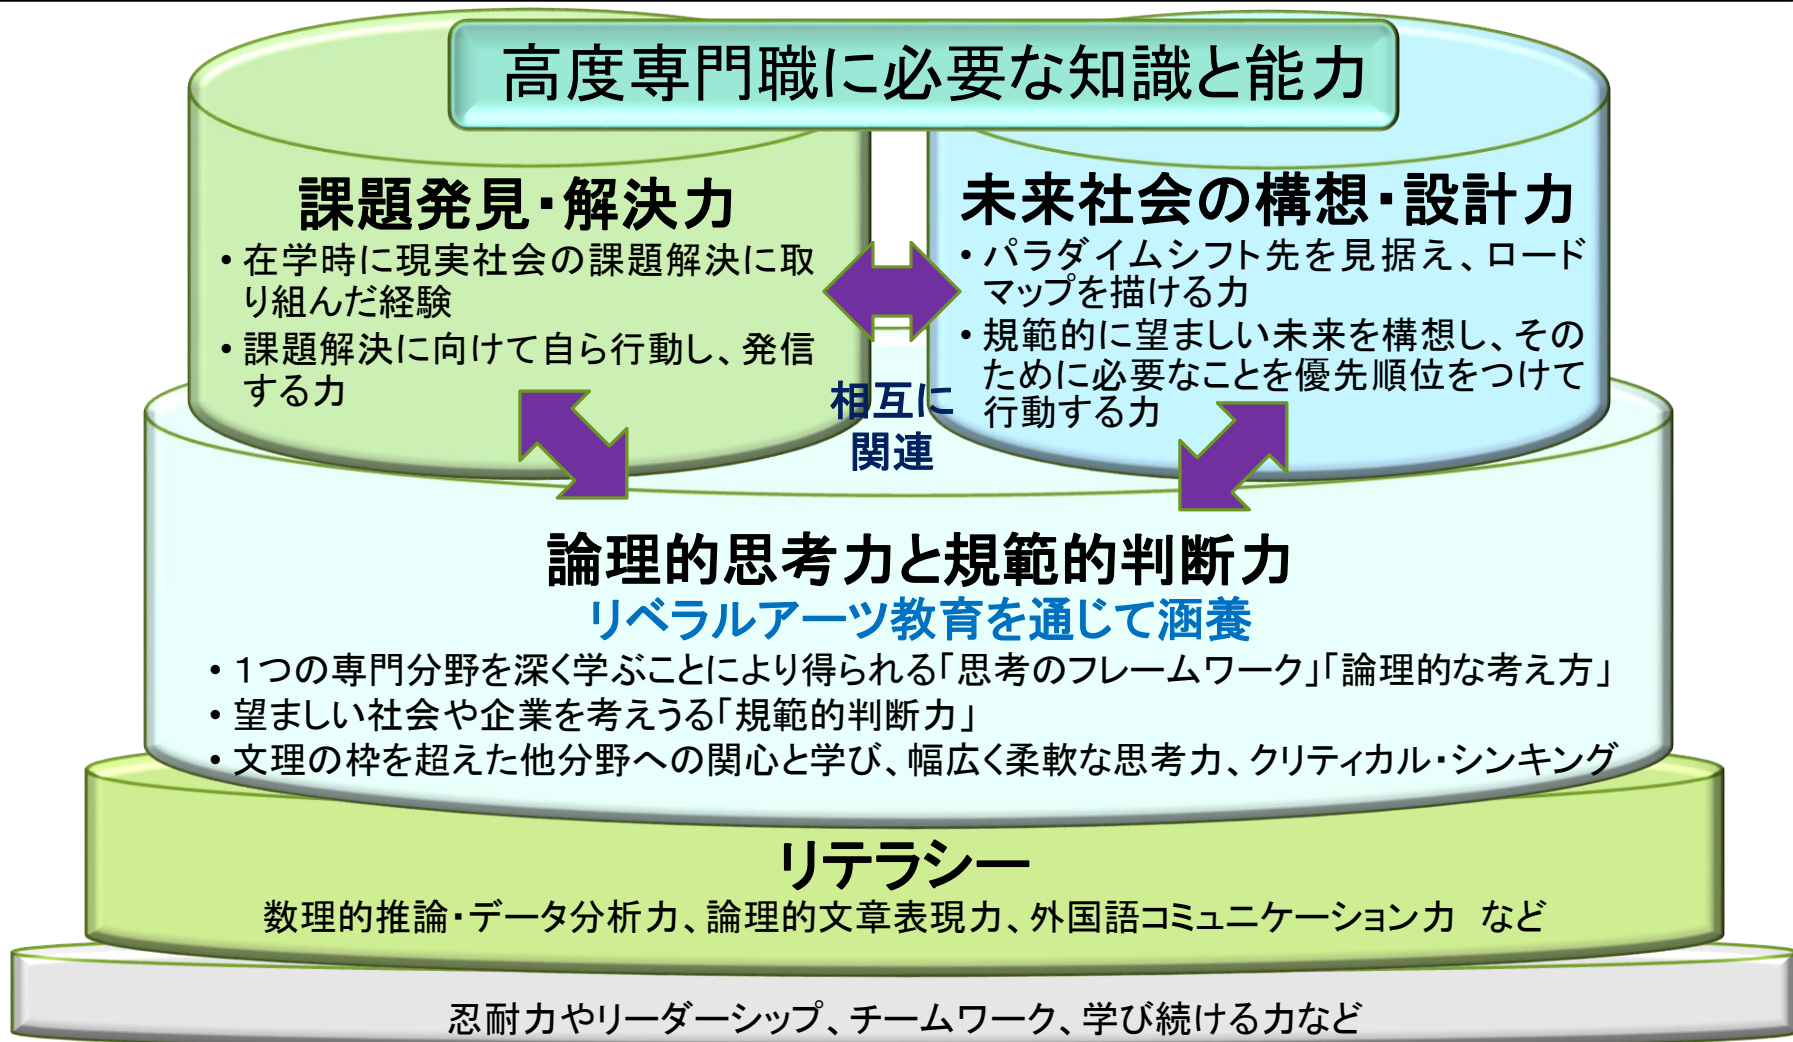 高度専門職に必要な知識と能力
課題発見・解決力
・在学時に現実社会の課題解決に取
り組んだ経験
・課題解決に向けて自ら行動し、発信
する力
未来社会の構想・設計力
・パラダイムシフト先を見据え、ロード
マップを描ける力
・規範的に望ましい未来を構想し、その
ために必要なことを優先順位をつけて
行動する力
相互に
関連
論理的思考力と規範的判断力
リベラルアーツ教育を通じて涵養
・１つの専門分野を深く学ぶことにより得られる「思考のフレームワーク」「論理的な考え方」
・望ましい社会や企業を考えうる「規範的判断力」
・文理の枠を超えた他分野への関心と学び、幅広く柔軟な思考力、クリティカル・シンキング
リテラシー
数理的推論・データ分析力、論理的文章表現力、外国語コミュニケーション力　など
忍耐力やリーダーシップ、チームワーク、学び続ける力など